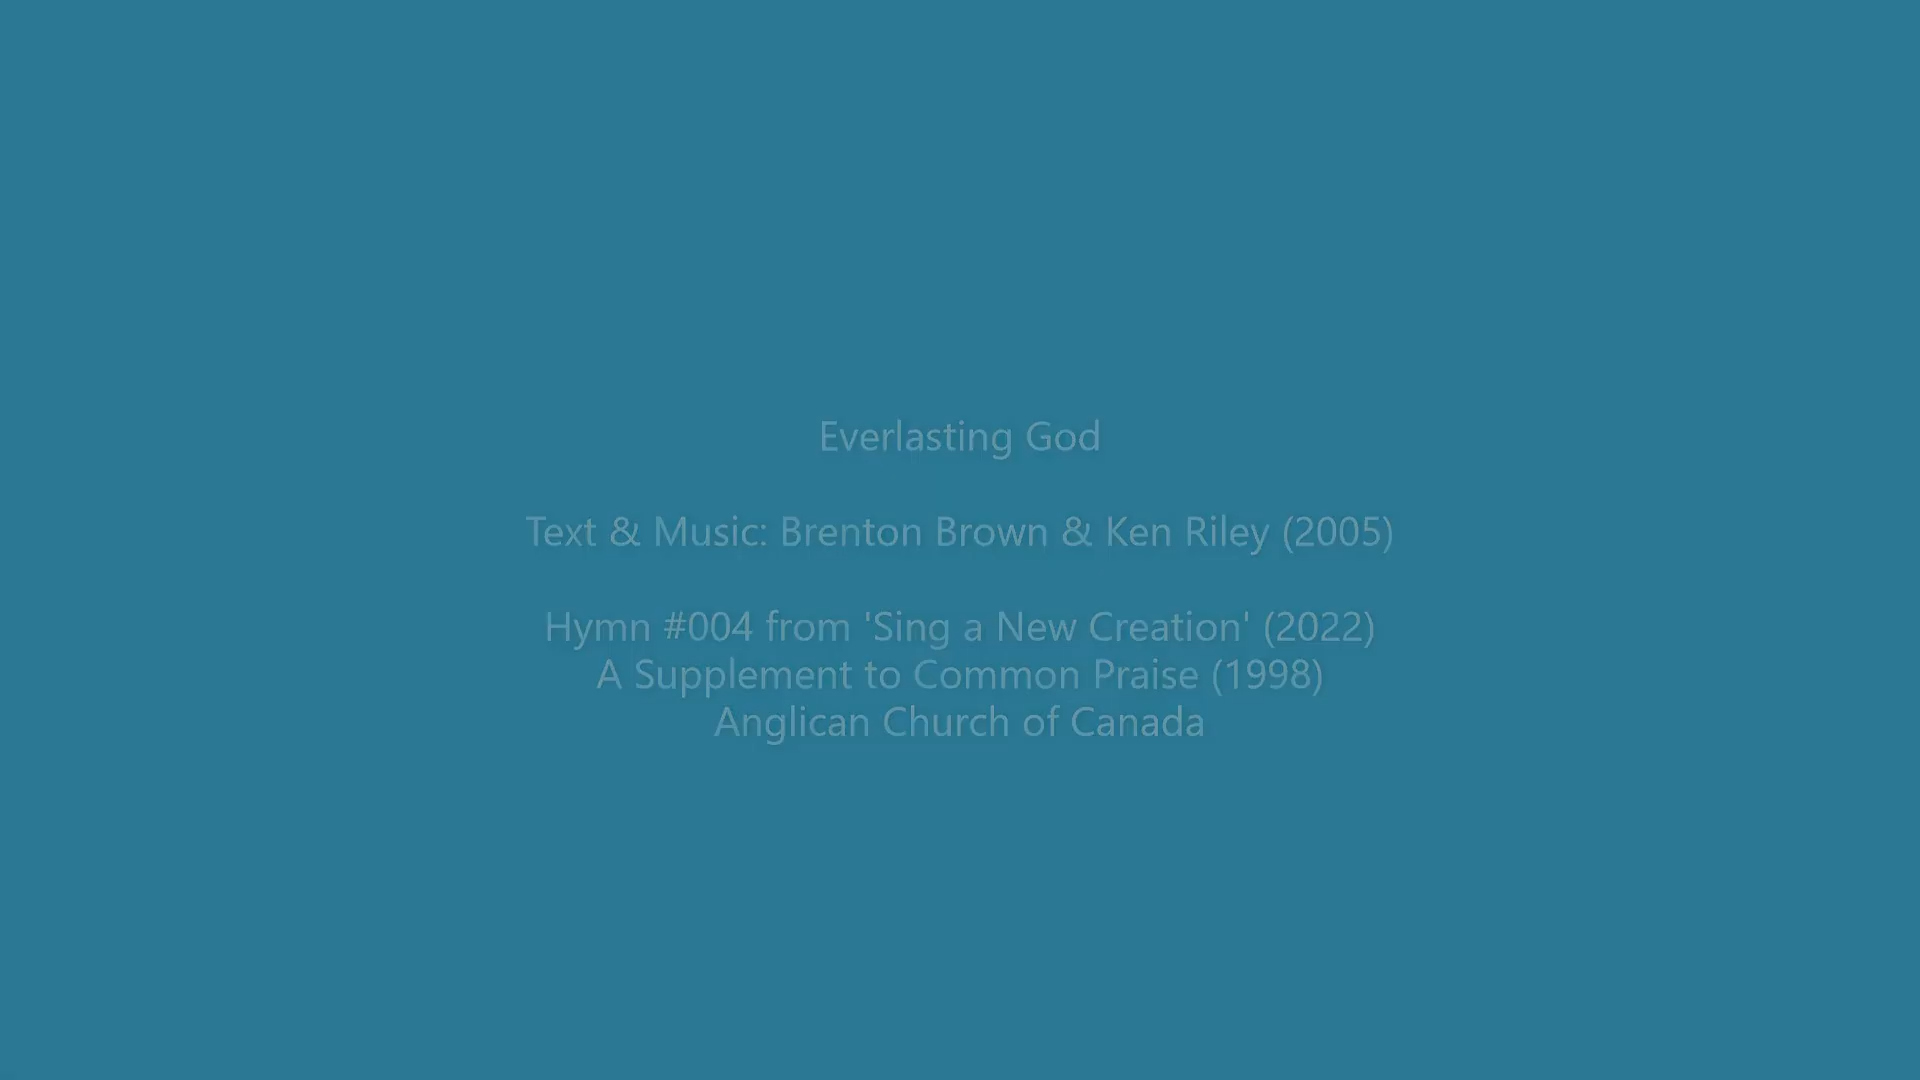 Everlasting God
Text & Music: Brenton Brown & Ken Riley (2005)
Hymn #004 from 'Sing a New Creation' (2022)
A Supplement to Common Praise (1998)
Anglican Church of Canada